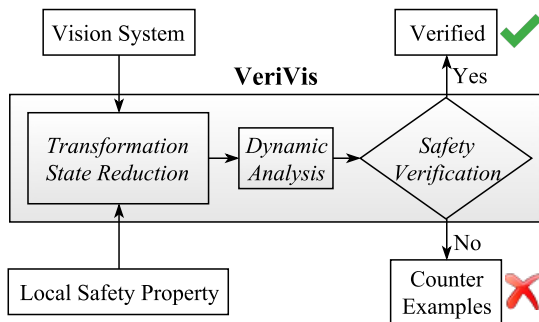 Vision System
Verified
VeriVis
Yes
Transformation
State Reduction
Dynamic
Analysis
Safety
Verification
No
Local Safety Property
Counter
Examples